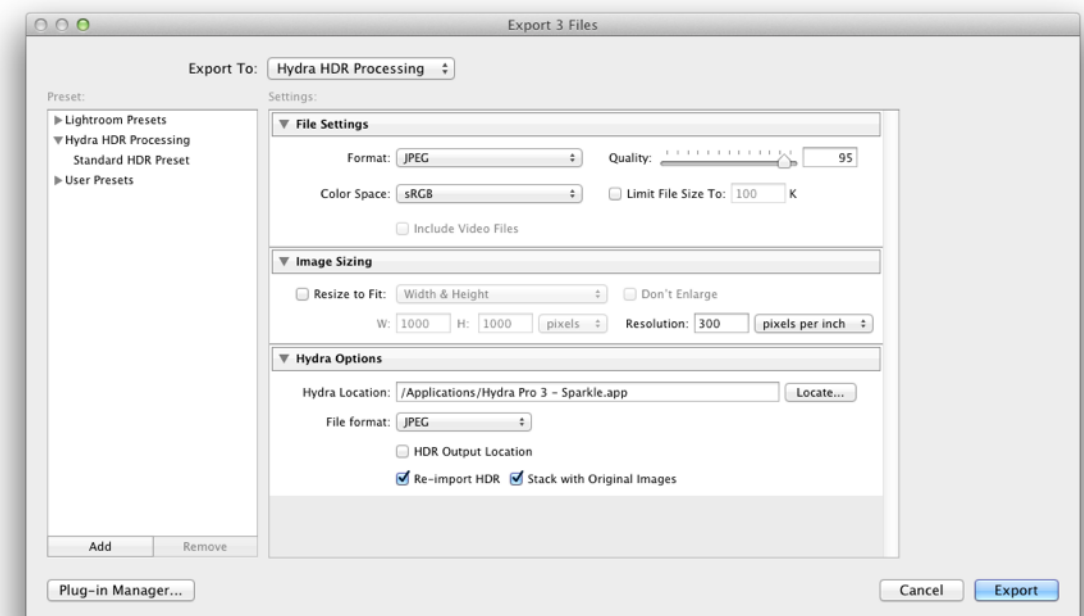 Export 3 Files
Export To: Hydra HDR Processing
Preset:
Lightroom Presets
Hydra HDR Processing
Standard HDR Preset
User Presets
Add Remove
Settings:
File Settings
Format: JPEG Quality: 95
Color Space: sRGB Limit File Size To: 100 K
Include Video Files
Image Sizing
Resize to Fit: Width & Height Don't Enlarge
W: 1000 H: 1000 pixels Resolution: 300 pixels per inch
Hydra Options
Hydra Location: /Applications/Hydra Pro 3 – Sparkle.app Locate...
File format: JPEG
HDR Output Location
Re-import HDR Stack with Original Images
Plug-in Manager... Cancel Export